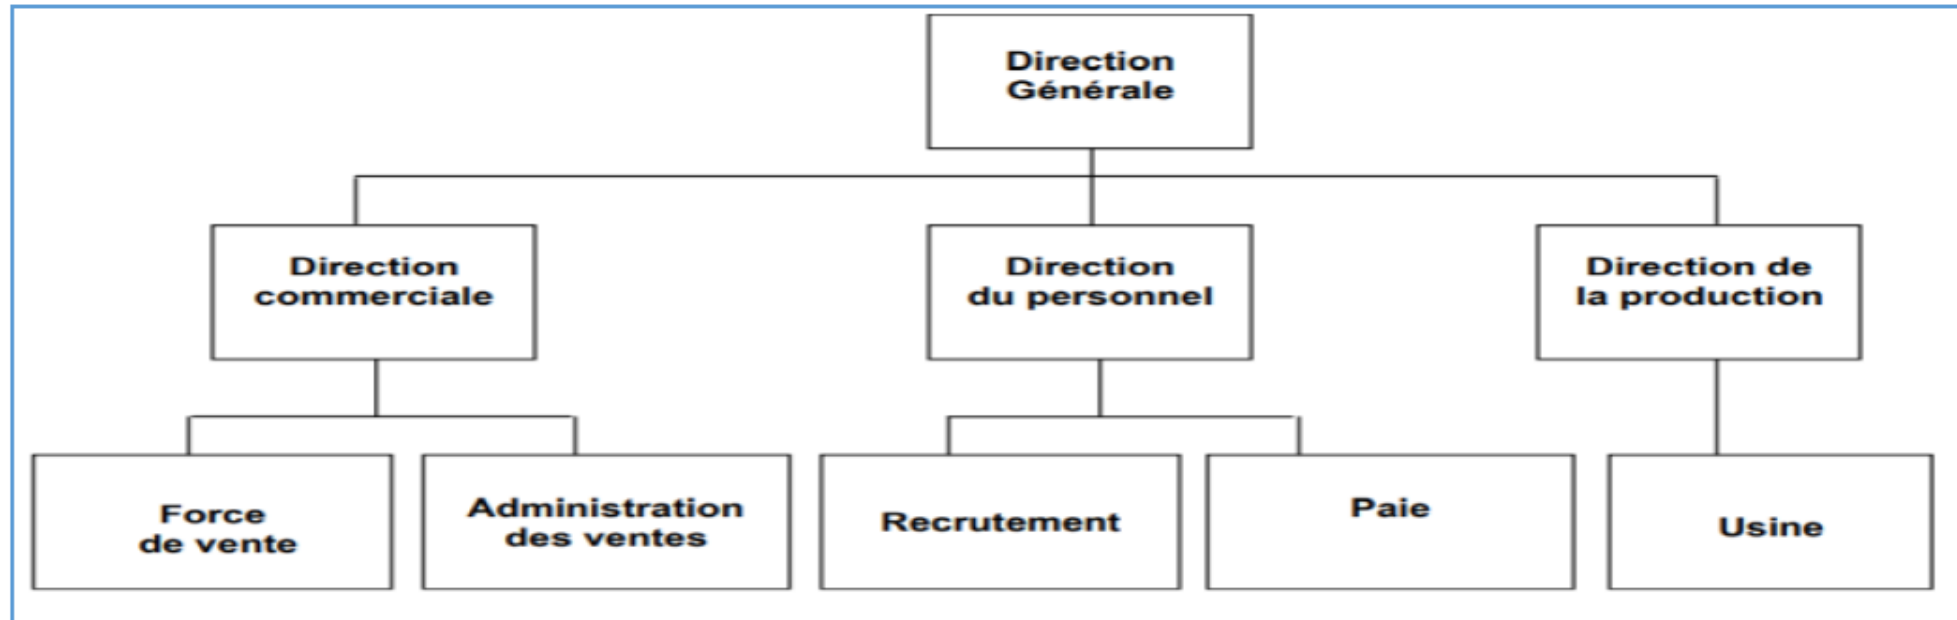 Direction
Générale
Direction
commerciale
Direction
du personnel
Direction de
la production
Force
de vente
Administration
des ventes
Recrutement
Paie
Usine